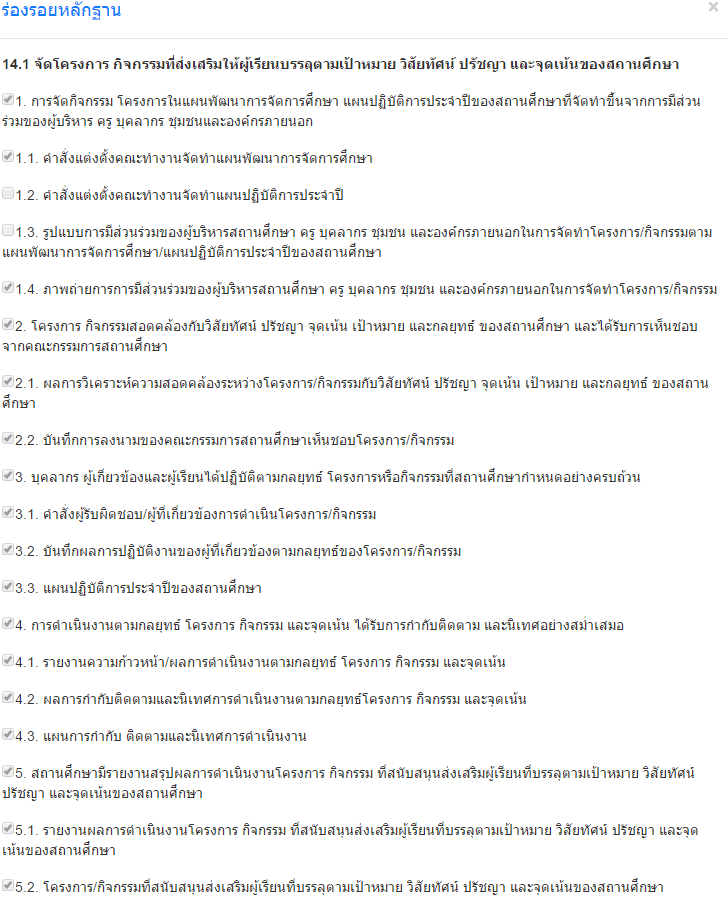 ร่องรอยหลักฐาน
14.1 จัดโครงการ กิจกรรมที่ส่งเสริมให้ผู้เรียนบรรลุตามเป้าหมาย วิสัยทัศน์ ปรัชญา และจุดเน้นของสถานศึกษา
1. การจัดกิจกรรม โครงการในแผนพัฒนาการจัดการศึกษา แผนปฏิบัติการประจำปีของสถานศึกษาที่จัดทำขึ้นจากการมีส่วน
ร่วมของผู้บริหาร ครู บุคลากร ชุมชนและองค์กรภายนอก
1.1. คำสั่งแต่งตั้งคณะทำงานจัดทำแผนพัฒนาการจัดการศึกษา
1.2. คำสั่งแต่งตั้งคณะทำงานจัดทำแผนปฏิบัติการประจำปี
1.3. รูปแบบการมีส่วนร่วมของผู้บริหารสถานศึกษา ครู บุคลากร ชุมชน และองค์กรภายนอกในการจัดทำโครงการ/กิจกรรมตาม
แผนพัฒนาการจัดการศึกษา/แผนปฏิบัติการประจำปีของสถานศึกษา
1.4. ภาพถ่ายการการมีส่วนร่วมของผู้บริหารสถานศึกษา ครู บุคลากร ชุมชน และองค์กรภายนอกในการจัดทำโครงการ/กิจกรรม
2. โครงการ กิจกรรมสอดคล้องกับวิสัยทัศน์ ปรัชญา จุดเน้น เป้าหมาย และกลยุทธ์ ของสถานศึกษา และได้รับการเห็นชอบ
จากคณะกรรมการสถานศึกษา
2.1. ผลการวิเคราะห์ความสอดคล้องระหว่างโครงการ/กิจกรรมกับวิสัยทัศน์ ปรัชญา จุดเน้น เป้าหมาย และกลยุทธ์ ของสถาน
ศึกษา
2.2. บันทึกการลงนามของคณะกรรมการสถานศึกษาเห็นชอบโครงการ/กิจกรรม
3. บุคลากร ผู้เกี่ยวข้องและผู้เรียนได้ปฏิบัติตามกลยุทธ์ โครงการหรือกิจกรรมที่สถานศึกษากำหนดอย่างครบถ้วน
3.1. คำสั่งผู้รับผิดชอบ/ผู้ที่เกี่ยวข้องการดำเนินโครงการ/กิจกรรม
3.2. บันทึกผลการปฏิบัติงานของผู้ที่เกี่ยวข้องตามกลยุทธ์ของโครงการ/กิจกรรม
3.3. แผนปฏิบัติการประจำปีของสถานศึกษา
4. การดำเนินงานตามกลยุทธ์ โครงการ กิจกรรม และจุดเน้น ได้รับการกำกับติดตาม และนิเทศอย่างสม่ำเสมอ
4.1. รายงานความก้าวหน้า/ผลการดำเนินงานตามกลยุทธ์ โครงการ กิจกรรม และจุดเน้น
4.2. ผลการกำกับติดตามและนิเทศการดำเนินงานตามกลยุทธ์โครงการ กิจกรรม และจุดเน้น
4.3. แผนการกำกับ ติดตามและนิเทศการดำเนินงาน
5. สถานศึกษามีรายงานสรุปผลการดำเนินงานโครงการ กิจกรรม ที่สนับสนุนส่งเสริมผู้เรียนที่บรรลุตามเป้าหมาย วิสัยทัศน์
ปรัชญา และจุดเน้นของสถานศึกษา
5.1. รายงานผลการดำเนินงานโครงการ กิจกรรม ที่สนับสนุนส่งเสริมผู้เรียนที่บรรลุตามเป้าหมาย วิสัยทัศน์ ปรัชญา และจุด
เน้นของสถานศึกษา
5.2. โครงการ/กิจกรรมที่สนับสนุนส่งเสริมผู้เรียนที่บรรลุตามเป้าหมาย วิสัยทัศน์ ปรัชญา และจุดเน้นของสถานศึกษา